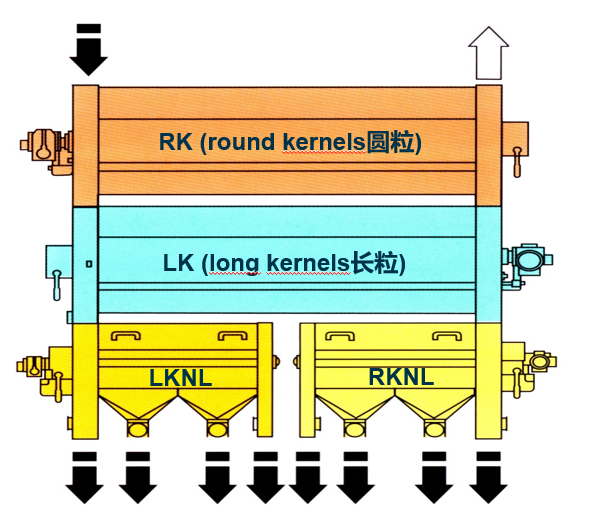 RK (round kernels圆粒)
LK (long kernels长粒)
LKNL
RKNL